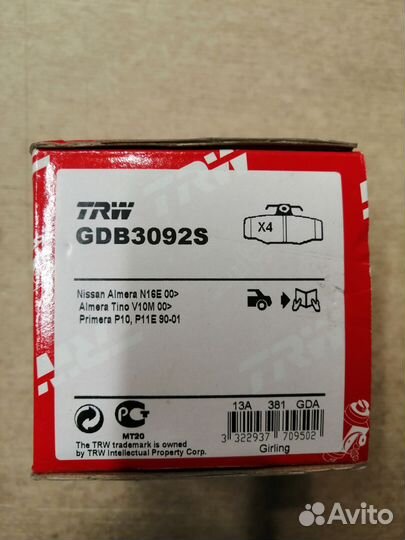 TRW
GDB3092S
X4
Nissan Almera N16E 00>
Almera Tino V10M 00>
Primera P10, P11E 90-01
13A 381 GDA
PCT
MT20
3 322937 709502
Girling
The TRW trademark is owned
by TRW Intellectual Property Corp.
Avito